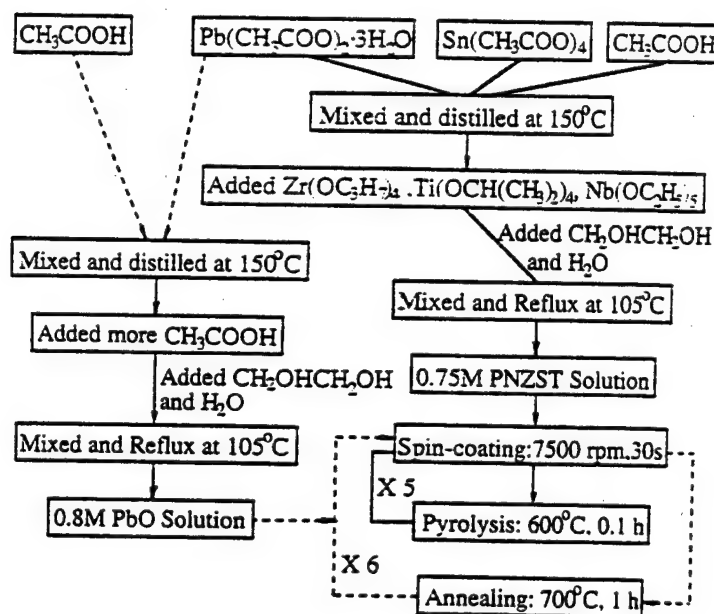 CH3COOH
Pb(CH3COO)2·3H2O
Sn(CH3COO)4
CH3COOH
Mixed and distilled at 150°C
Added Zr(OC3H7)4 .Ti(OCH(CH3)2)4, Nb(OC2H5)5
Added CH2OHCH2OH
and H2O
Mixed and distilled at 150°C
Mixed and Reflux at 105°C
Added more CH3COOH
0.75M PNZST Solution
Added CH2OHCH2OH
and H2O
Mixed and Reflux at 105°C
Spin-coating:7500 rpm.30s
X 5
0.8M PbO Solution
Pyrolysis: 600°C, 0.1 h
X 6
Annealing: 700°C, 1 h